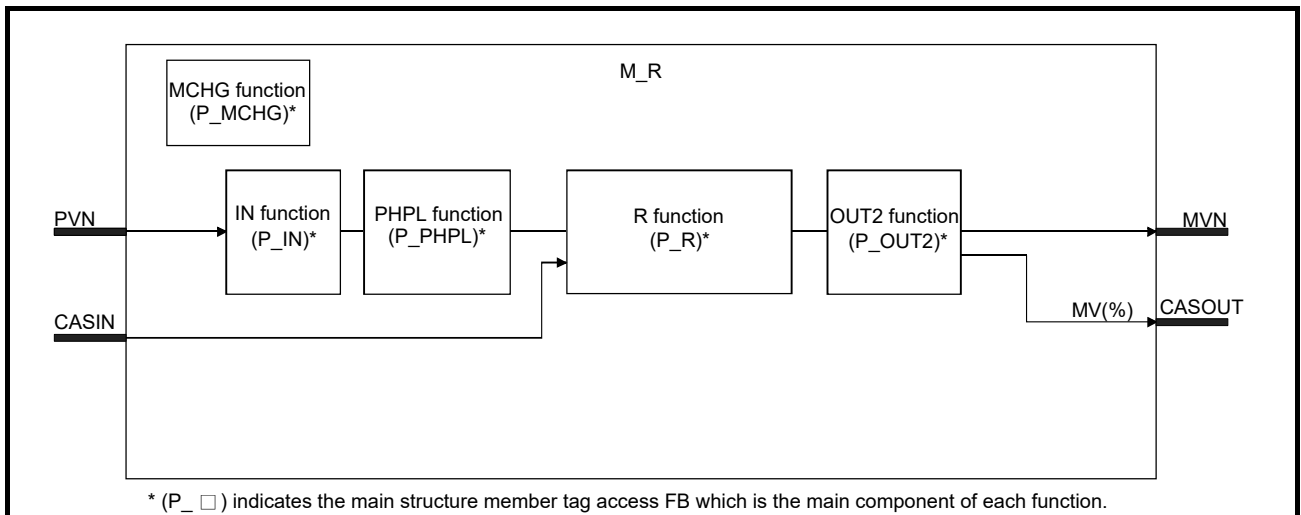 M_R
MCHG function
(P_MCHG)*
PVN
IN function
(P_IN)*
PHPL function
(P_PHPL)*
R function
(P_R)*
OUT2 function
(P_OUT2)*
MVN
CASIN
MV(%)
CASOUT
* (P_ □ ) indicates the main structure member tag access FB which is the main component of each function.